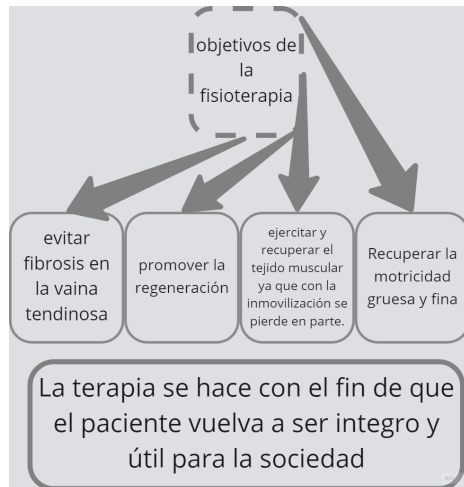 objetivos de
la
fisioterapia
evitar
fibrosis en
la vaina
tendinosa
promover la
regeneración
ejercitar y
recuperar el
tejido muscular
ya que con la
inmovilización se
pierde en parte.
Recuperar la
motricidad
gruesa y fina
La terapia se hace con el fin de que
el paciente vuelva a ser integro y
útil para la sociedad